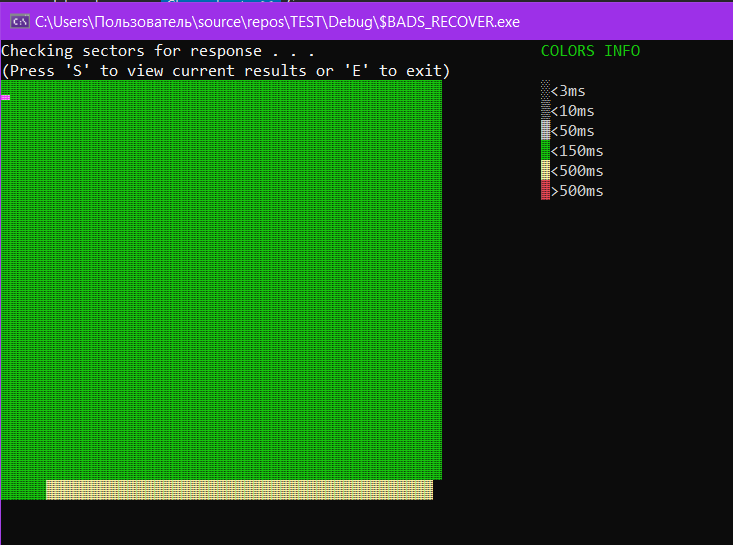 C:\Users\Пользователь\source\repos\TEST\Debug\$BADS_RECOVER.exe
Checking sectors for response . . .
(Press 'S' to view current results or 'E' to exit)
COLORS INFO
<3ms
<10ms
<50ms
<150ms
<500ms
>500ms